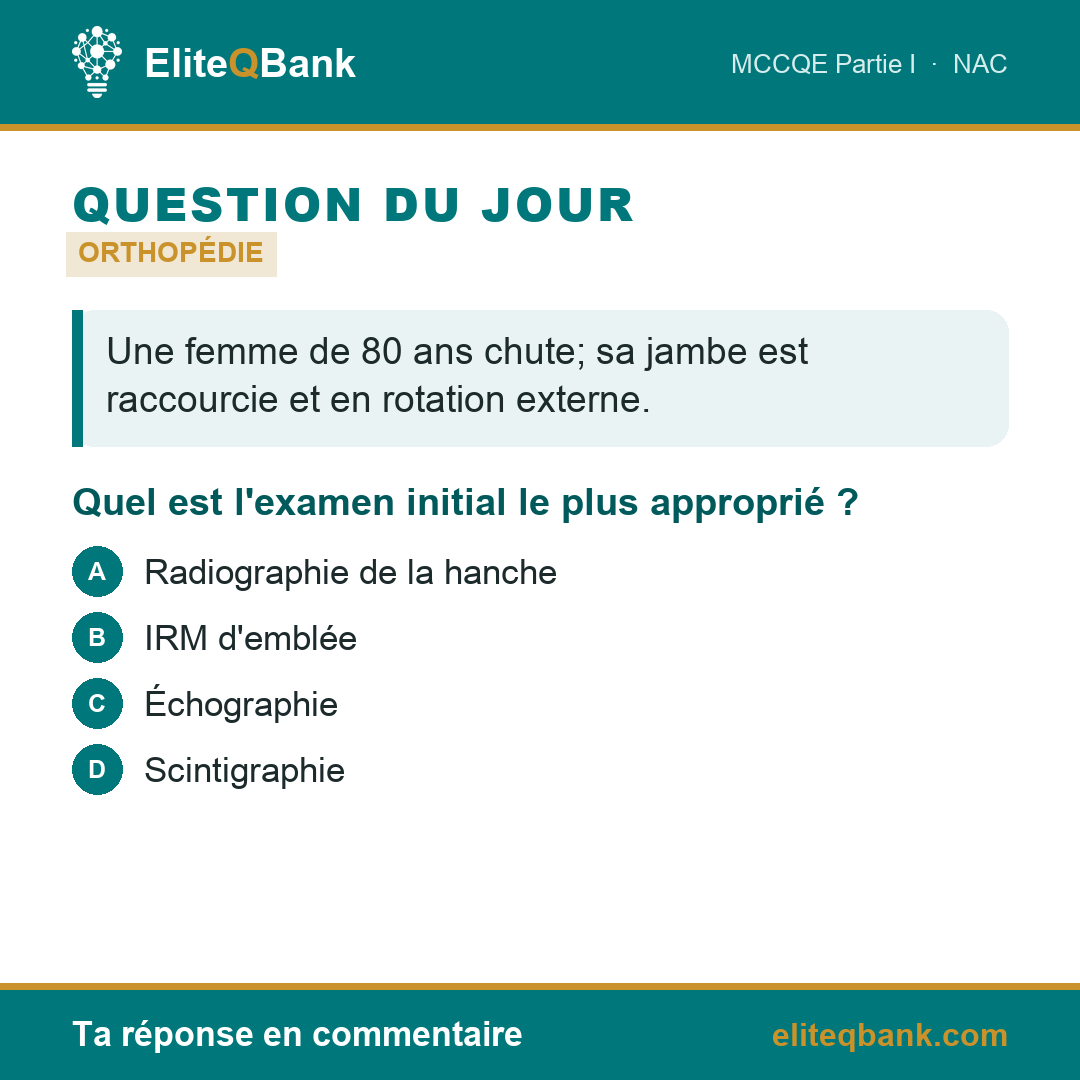 EliteQBank
MCCQE Partie I · NAC
QUESTION DU JOUR
ORTHOPÉDIE
Une femme de 80 ans chute; sa jambe est
raccourcie et en rotation externe.
Quel est l'examen initial le plus approprié ?
A Radiographie de la hanche
B IRM d'emblée
C Échographie
D Scintigraphie
Ta réponse en commentaire
eliteqbank.com